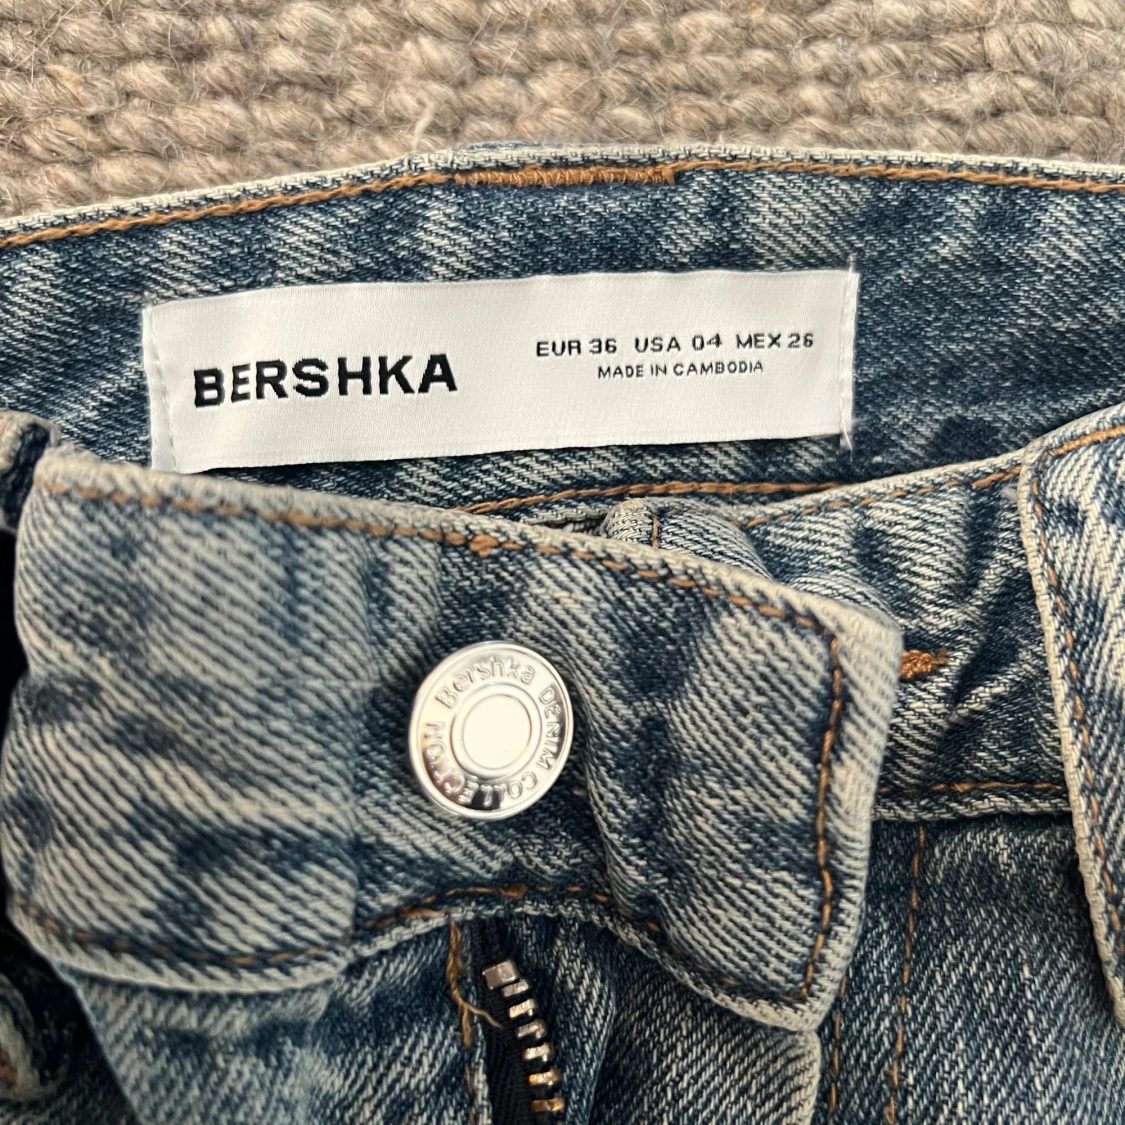 BERSHKA
EUR 36 USA 04 MEX 26
MADE IN CAMBODIA
Bershka DENIM COLLECTION